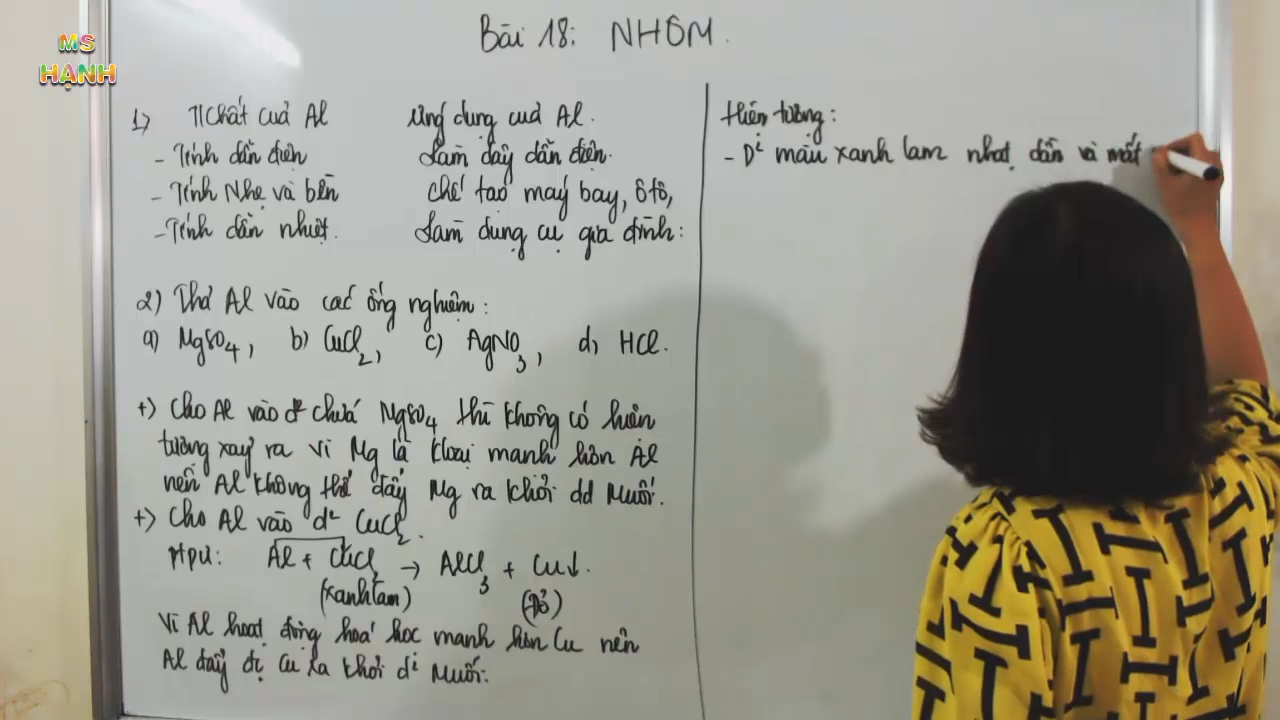 MS
HẠNH
Bài 18: NHÔM.
1> T/Chất của Al
Ứng dụng của Al.
- Tính dẫn điện
Làm dây dẫn điện.
- Tính Nhẹ và bền
chế tạo máy bay, ôtô,
- Tính dẫn nhiệt.
Làm dụng cụ gia đình:
2) Thả Al vào các ống nghiệm:
a) MgSO4, b) CuCl2, c) AgNO3, d, HCl.
+) Cho Al vào d² chứa MgSO4 thì không có hiện
tượng xảy ra vì Mg là kloại mạnh hơn Al
nên Al không thể đẩy Mg ra khỏi dd Muối.
+) Cho Al vào d² CuCl2.
Al + CuCl2 → AlCl3 + Cu↓.
(xanh lam) (Đỏ)
Vì Al hoạt động hoá học mạnh hơn Cu nên
Al đẩy đc Cu ra khỏi d² Muối.
Hiện tượng:
- D² màu xanh lam nhạt dần và mất